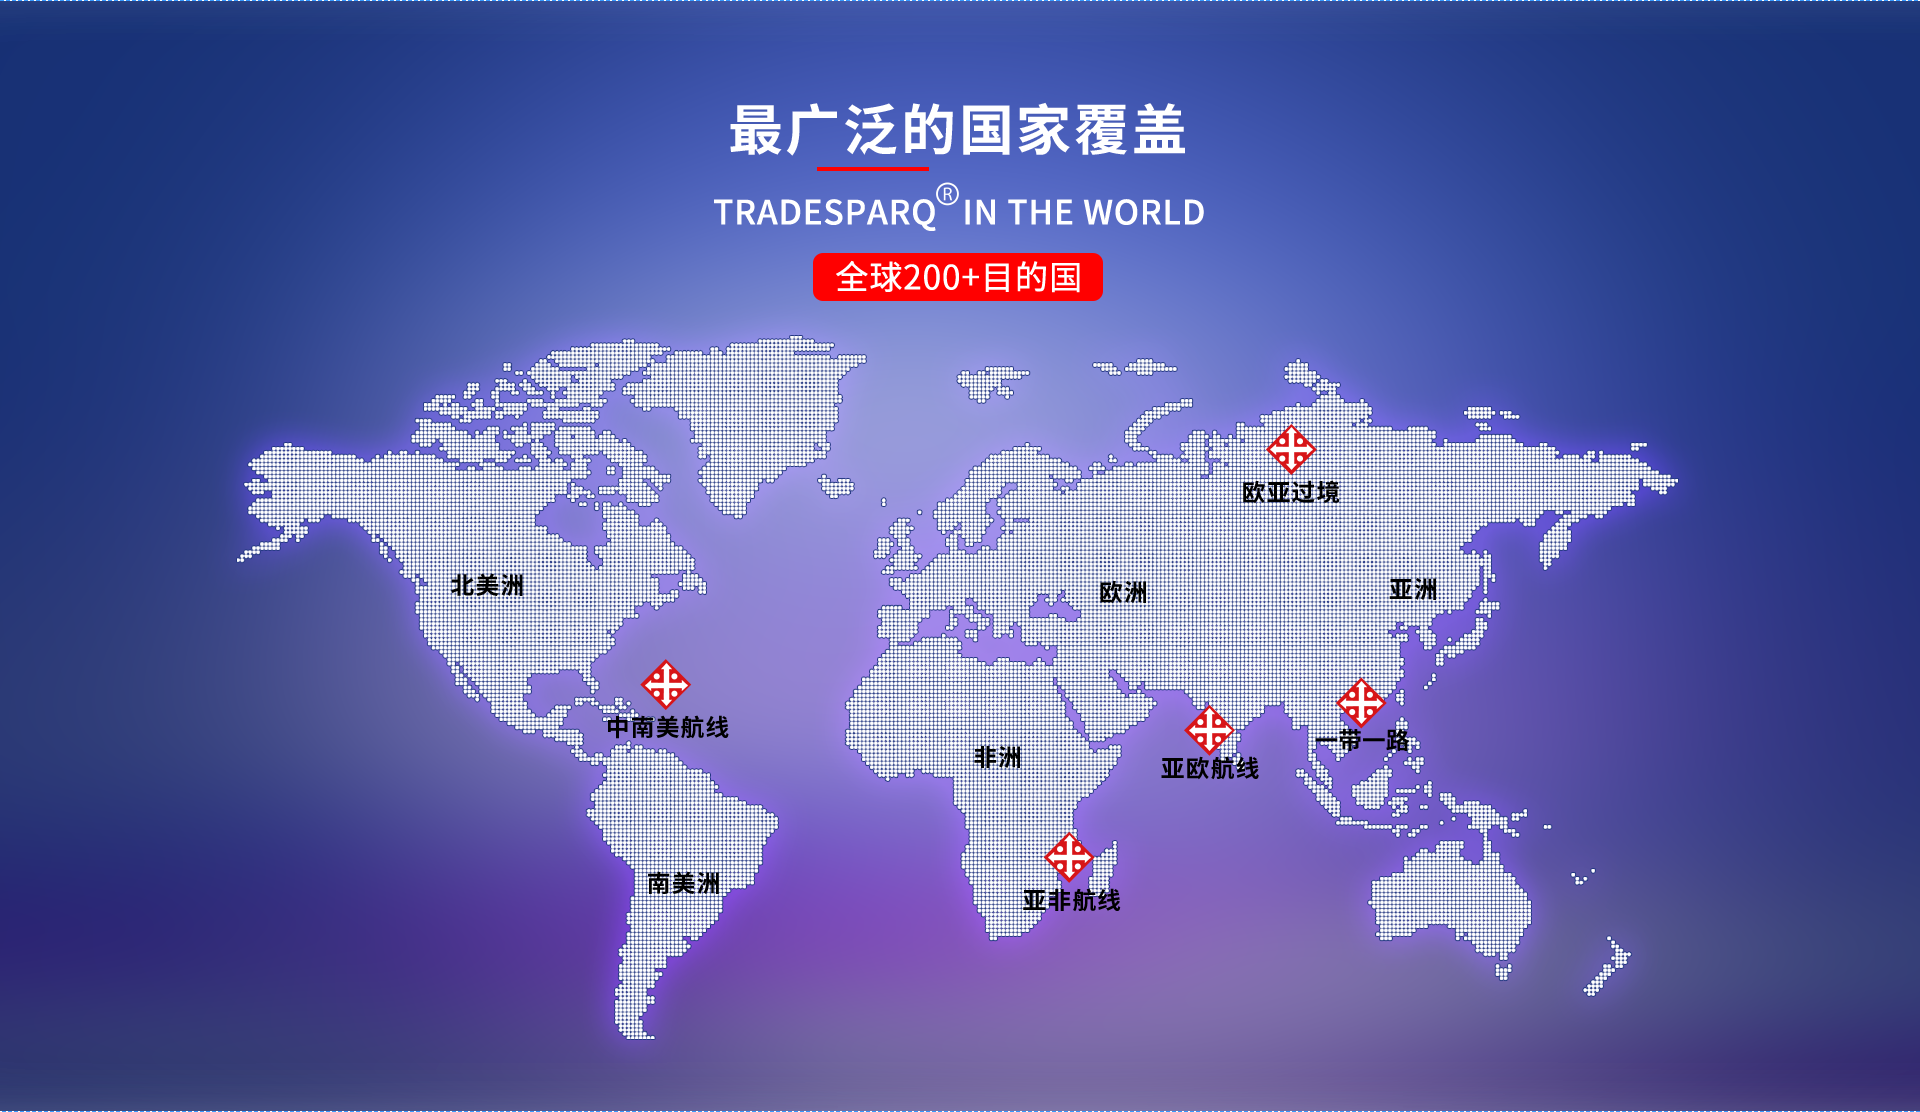 最广泛的国家覆盖
TRADESPARQ® IN THE WORLD
全球200+目的国
欧亚过境
北美洲
欧洲
亚洲
中南美航线
非洲
亚欧航线
一带一路
南美洲
亚非航线